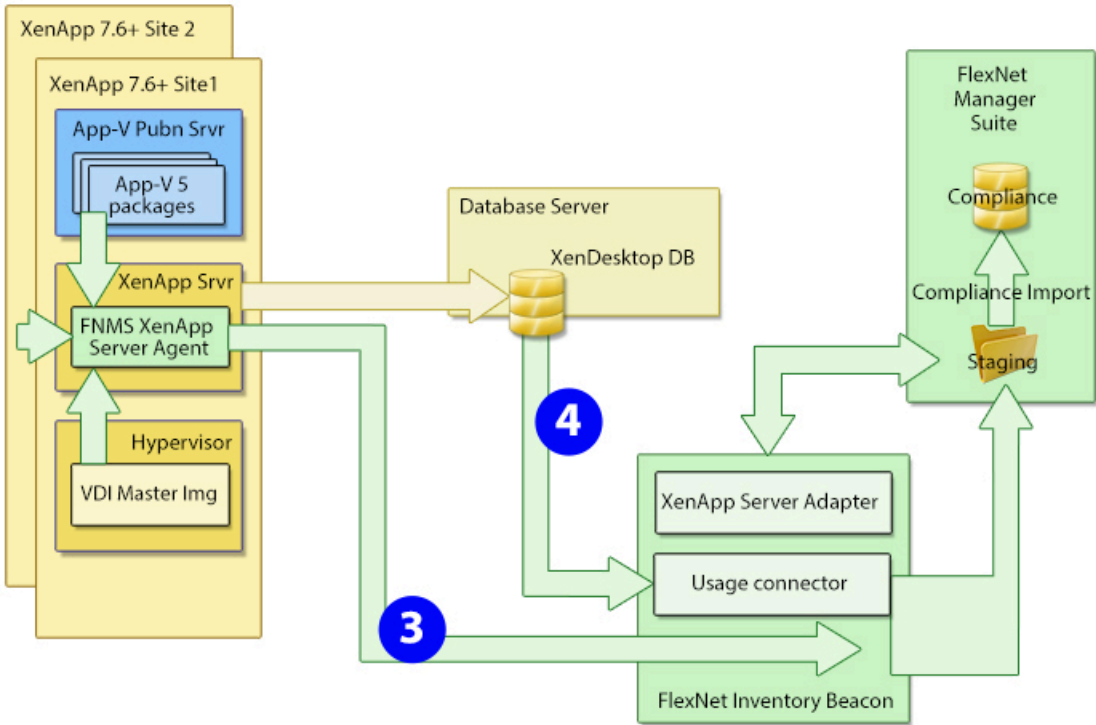 XenApp 7.6+ Site 2
XenApp 7.6+ Site1
App-V Pubn Srvr
App-V 5
packages
XenApp Srvr
FNMS XenApp
Server Agent
Hypervisor
VDI Master Img
Database Server
XenDesktop DB
4
3
FlexNet
Manager
Suite
Compliance
Compliance Import
Staging
XenApp Server Adapter
Usage connector
FlexNet Inventory Beacon